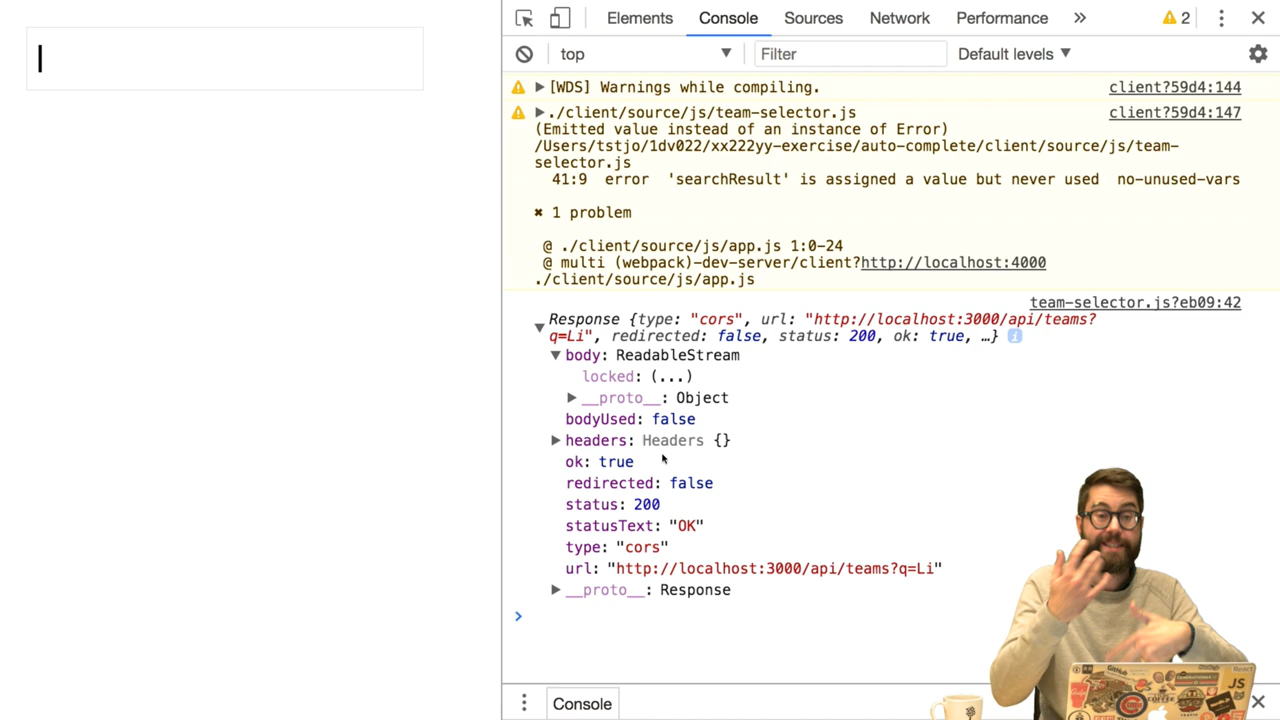 Elements Console Sources Network Performance » 2
top Filter Default levels
[WDS] Warnings while compiling. client?59d4:144
./client/source/js/team-selector.js client?59d4:147
(Emitted value instead of an instance of Error)
/Users/tstjo/1dv022/xx222yy-exercise/auto-complete/client/source/js/team-
selector.js
41:9 error 'searchResult' is assigned a value but never used no-unused-vars
✖ 1 problem
@ ./client/source/js/app.js 1:0-24
@ multi (webpack)-dev-server/client?http://localhost:4000
./client/source/js/app.js
team-selector.js?eb09:42
Response {type: "cors", url: "http://localhost:3000/api/teams?
q=Li", redirected: false, status: 200, ok: true, …}
body: ReadableStream
locked: (...)
__proto__: Object
bodyUsed: false
headers: Headers {}
ok: true
redirected: false
status: 200
statusText: "OK"
type: "cors"
url: "http://localhost:3000/api/teams?q=Li"
__proto__: Response
GitHub
React
JS
Console